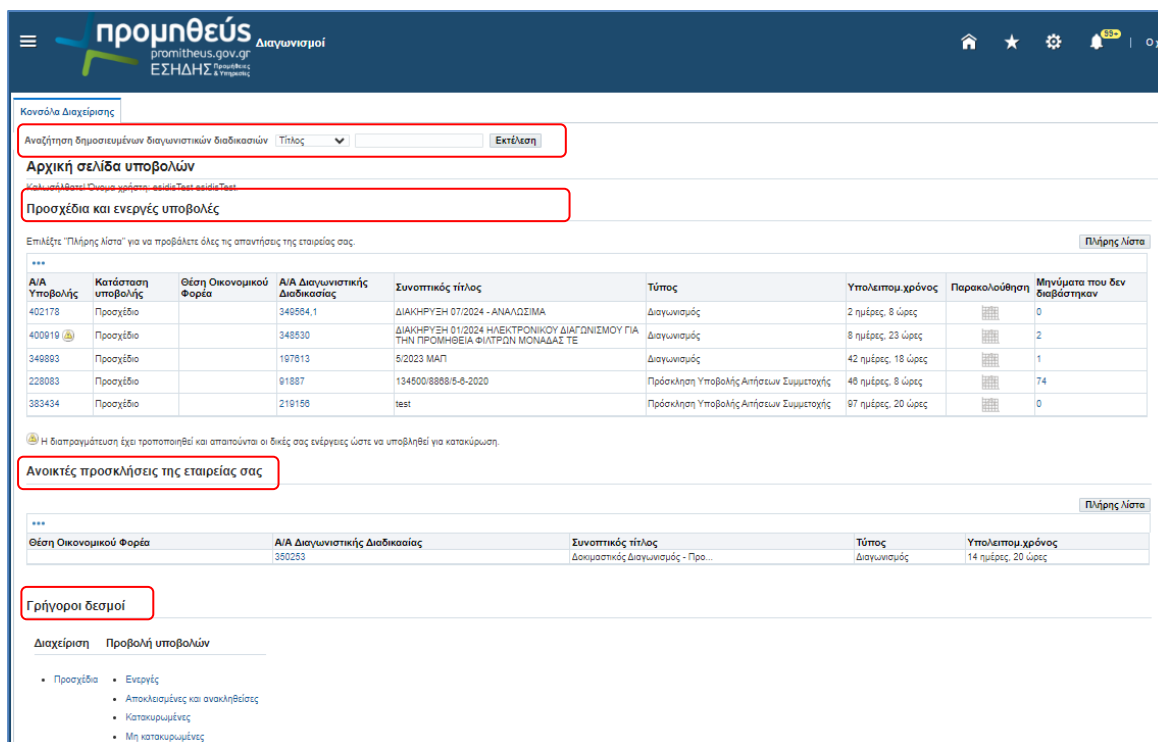 προμηθεύς Διαγωνισμοί
promitheus.gov.gr
ΕΣΗΔΗΣ Προμήθειες & Υπηρεσίες
99+
Κονσόλα Διαχείρισης
Αναζήτηση δημοσιευμένων διαγωνιστικών διαδικασιών Τίτλος Εκτέλεση
Αρχική σελίδα υποβολών
Καλωσήλθατε! Όνομα χρήστη: esidisTest esidisTest
Προσχέδια και ενεργές υποβολές
Επιλέξτε "Πλήρης λίστα" για να προβάλετε όλες τις απαντήσεις της εταιρείας σας. Πλήρης λίστα
Α/Α Υποβολής Κατάσταση υποβολής Θέση Οικονομικού Φορέα Α/Α Διαγωνιστικής Διαδικασίας Συνοπτικός τίτλος Τύπος Υπολειπομ.χρόνος Παρακολούθηση Μηνύματα που δεν διαβάστηκαν
402178 Προσχέδιο 349564,1 ΔΙΑΚΗΡΥΞΗ 07/2024 - ΑΝΑΛΩΣΙΜΑ Διαγωνισμός 2 ημέρες, 8 ώρες 0
400919 Προσχέδιο 348530 ΔΙΑΚΗΡΥΞΗ 01/2024 ΗΛΕΚΤΡΟΝΙΚΟΥ ΔΙΑΓΩΝΙΣΜΟΥ ΓΙΑ ΤΗΝ ΠΡΟΜΗΘΕΙΑ ΦΙΛΤΡΩΝ ΜΟΝΑΔΑΣ ΤΕ Διαγωνισμός 8 ημέρες, 23 ώρες 2
349893 Προσχέδιο 197613 5/2023 ΜΑΠ Διαγωνισμός 42 ημέρες, 18 ώρες 1
228083 Προσχέδιο 91887 134500/8868/5-6-2020 Πρόσκληση Υποβολής Αιτήσεων Συμμετοχής 46 ημέρες, 8 ώρες 74
383434 Προσχέδιο 219156 test Πρόσκληση Υποβολής Αιτήσεων Συμμετοχής 97 ημέρες, 20 ώρες 0
Η διαπραγμάτευση έχει τροποποιηθεί και απαιτούνται οι δικές σας ενέργειες ώστε να υποβληθεί για κατακύρωση.
Ανοικτές προσκλήσεις της εταιρείας σας
Πλήρης λίστα
Θέση Οικονομικού Φορέα Α/Α Διαγωνιστικής Διαδικασίας Συνοπτικός τίτλος Τύπος Υπολειπομ.χρόνος
350253 Δοκιμαστικός Διαγωνισμός - Προ... Διαγωνισμός 14 ημέρες, 20 ώρες
Γρήγοροι δεσμοί
Διαχείριση Προβολή υποβολών
• Προσχέδια • Ενεργές
• Αποκλεισμένες και ανακληθείσες
• Κατακυρωμένες
• Μη κατακυρωμένες